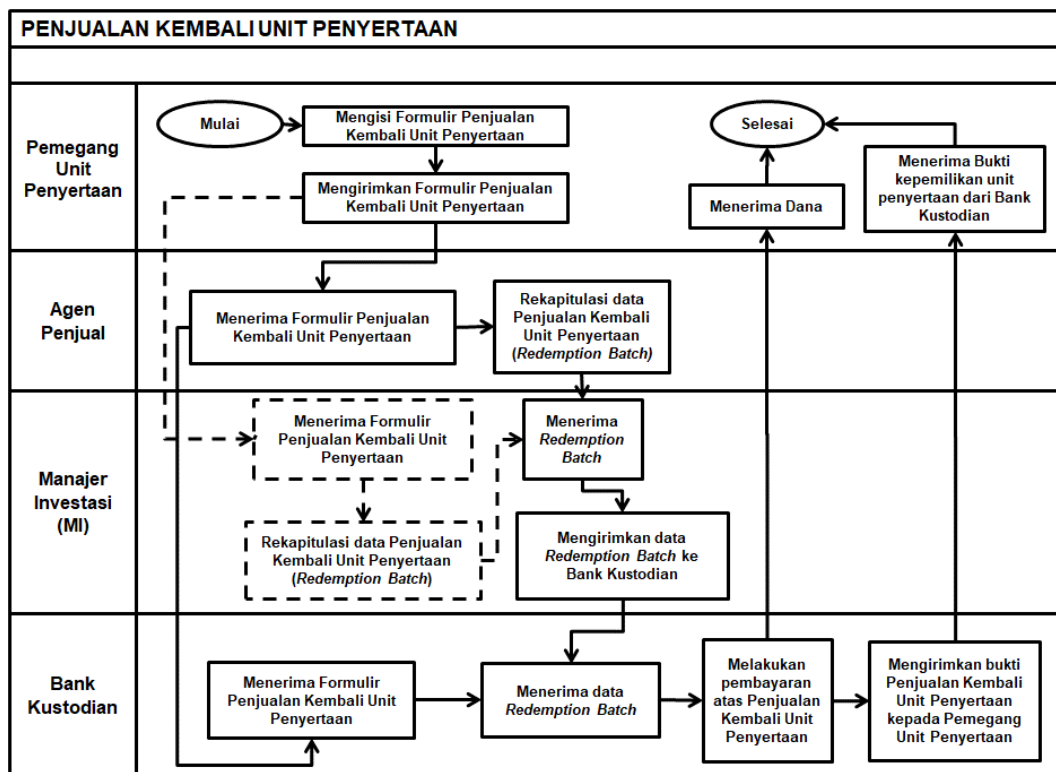 PENJUALAN KEMBALI UNIT PENYERTAAN
Pemegang
Unit
Penyertaan
Mulai
Mengisi Formulir Penjualan
Kembali Unit Penyertaan
Mengirimkan Formulir Penjualan
Kembali Unit Penyertaan
Selesai
Menerima Dana
Menerima Bukti
kepemilikan unit
penyertaan dari Bank
Kustodian
Agen
Penjual
Menerima Formulir Penjualan
Kembali Unit Penyertaan
Rekapitulasi data
Penjualan Kembali
Unit Penyertaan
(Redemption Batch)
Manajer
Investasi
(MI)
Menerima Formulir
Penjualan Kembali Unit
Penyertaan
Rekapitulasi data Penjualan
Kembali Unit Penyertaan
(Redemption Batch)
Menerima
Redemption
Batch
Mengirimkan data
Redemption Batch ke
Bank Kustodian
Bank
Kustodian
Menerima Formulir
Penjualan Kembali Unit
Penyertaan
Menerima data
Redemption Batch
Melakukan
pembayaran
atas Penjualan
Kembali Unit
Penyertaan
Mengirimkan bukti
Penjualan Kembali
Unit Penyertaan
kepada Pemegang
Unit Penyertaan